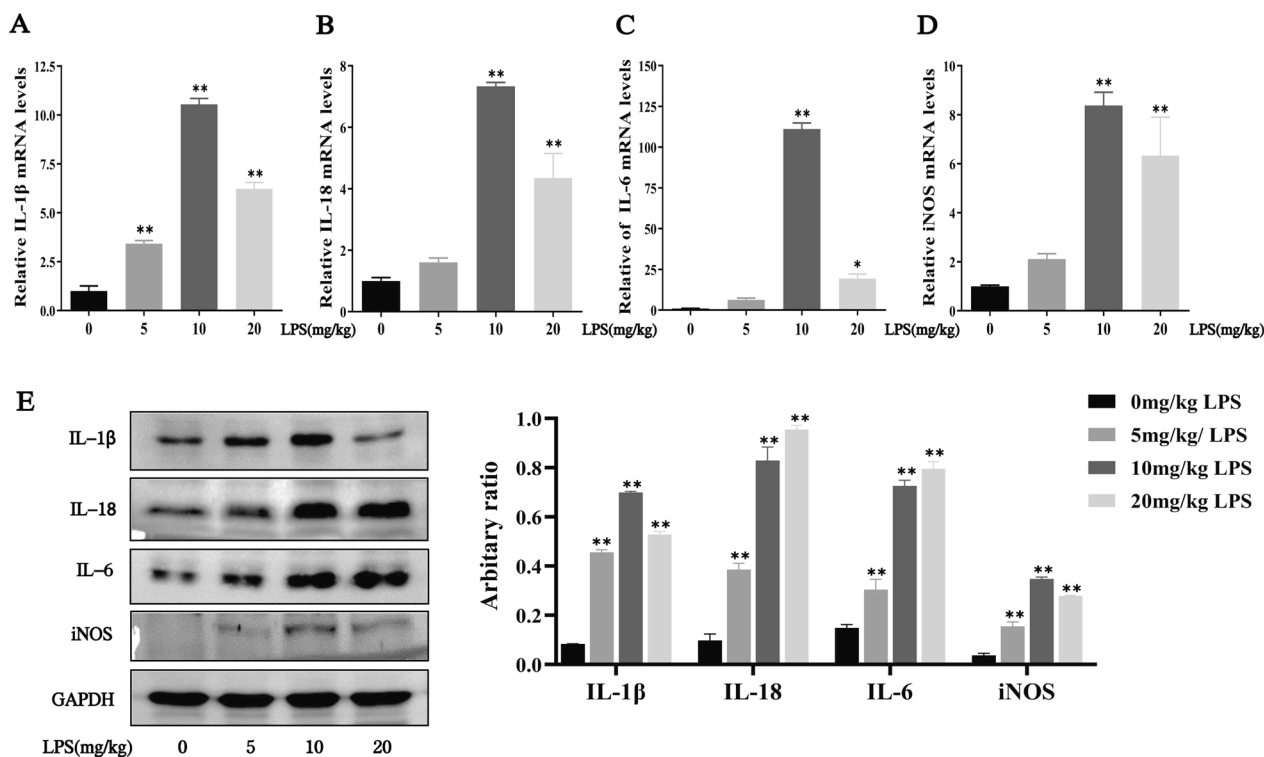 A
Relative IL-1β mRNA levels
12.5
10.0
7.5
5.0
2.5
0.0
**
**
**
0 5 10 20 LPS(mg/kg)
B
Relative IL-18 mRNA levels
8
6
4
2
0
**
**
0 5 10 20 LPS(mg/kg)
C
Relative of IL-6 mRNA levels
150
125
100
75
50
25
0
**
*
0 5 10 20 LPS(mg/kg)
D
Relative iNOS mRNA levels
10
8
6
4
2
0
**
**
0 5 10 20 LPS(mg/kg)
E
IL-1β
IL-18
IL-6
iNOS
GAPDH
LPS(mg/kg) 0 5 10 20
Arbitary ratio
1.0
0.8
0.6
0.4
0.2
0.0
** ** **
** ** **
** ** **
** ** **
IL-1β IL-18 IL-6 iNOS
0mg/kg LPS
5mg/kg/ LPS
10mg/kg LPS
20mg/kg LPS